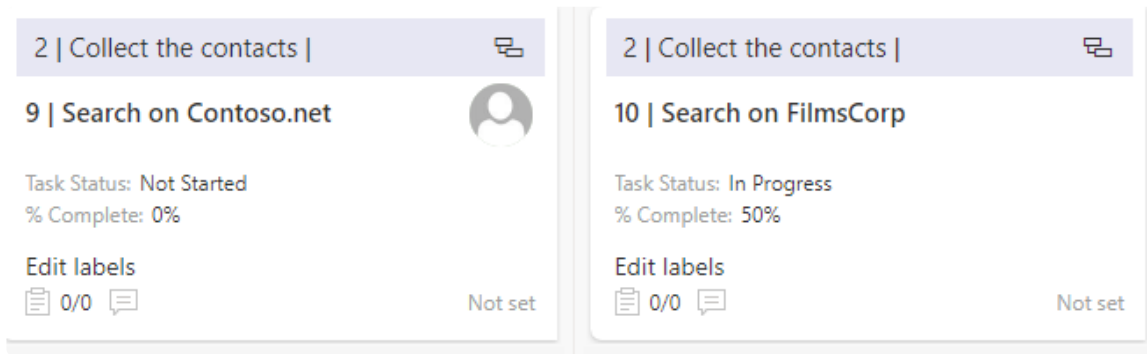 2 | Collect the contacts |
9 | Search on Contoso.net
Task Status: Not Started
% Complete: 0%
Edit labels
0/0
Not set
2 | Collect the contacts |
10 | Search on FilmsCorp
Task Status: In Progress
% Complete: 50%
Edit labels
0/0
Not set